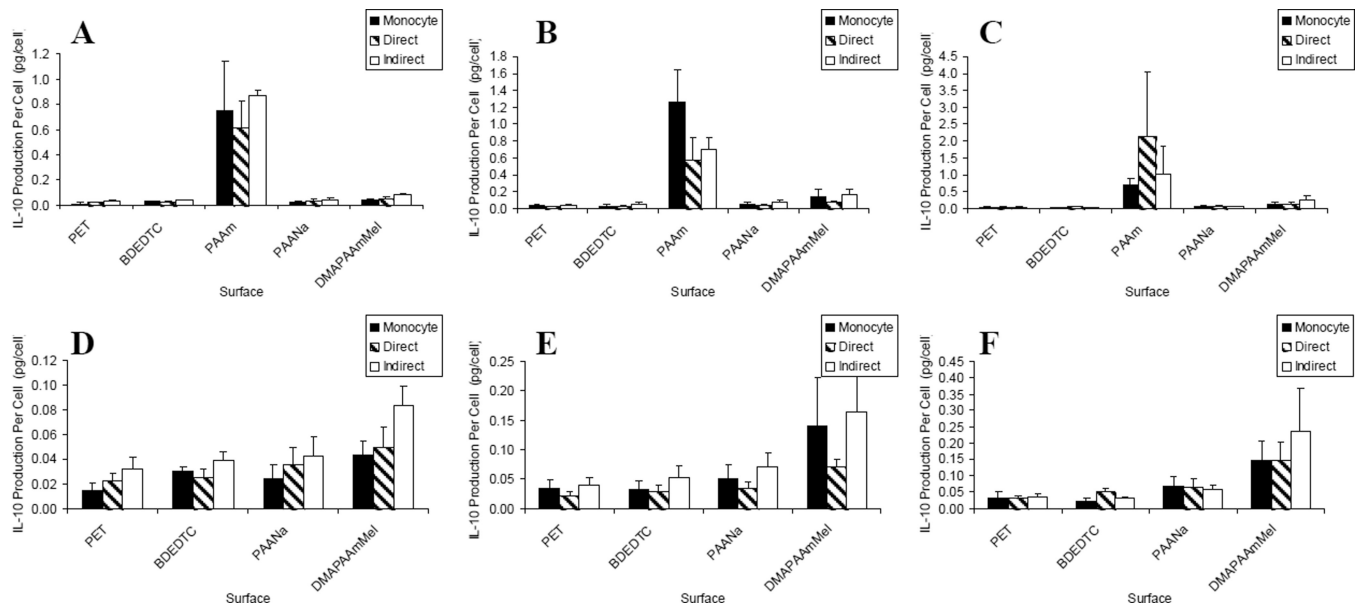 A
IL-10 Production Per Cell (pg/cell)
1.2
1.0
0.8
0.6
0.4
0.2
0.0
PET
BDEDTC
PAAm
PAANa
DMAPAAmMeI
Surface
Monocyte
Direct
Indirect
B
IL-10 Production Per Cell (pg/cell)
1.8
1.6
1.4
1.2
1.0
0.8
0.6
0.4
0.2
0.0
PET
BDEDTC
PAAm
PAANa
DMAPAAmMeI
Surface
Monocyte
Direct
Indirect
C
IL-10 Production Per Cell (pg/cell)
4.5
4.0
3.5
3.0
2.5
2.0
1.5
1.0
0.5
0.0
PET
BDEDTC
PAAm
PAANa
DMAPAAmMeI
Surface
Monocyte
Direct
Indirect
D
IL-10 Production Per Cell (pg/cell)
0.12
0.10
0.08
0.06
0.04
0.02
0.00
PET
BDEDTC
PAANa
DMAPAAmMeI
Surface
Monocyte
Direct
Indirect
E
IL-10 Production Per Cell (pg/cell)
0.25
0.20
0.15
0.10
0.05
0.00
PET
BDEDTC
PAANa
DMAPAAmMeI
Surface
Monocyte
Direct
Indirect
F
IL-10 Production Per Cell (pg/cell)
0.45
0.40
0.35
0.30
0.25
0.20
0.15
0.10
0.05
0.00
PET
BDEDTC
PAANa
DMAPAAmMeI
Surface
Monocyte
Direct
Indirect